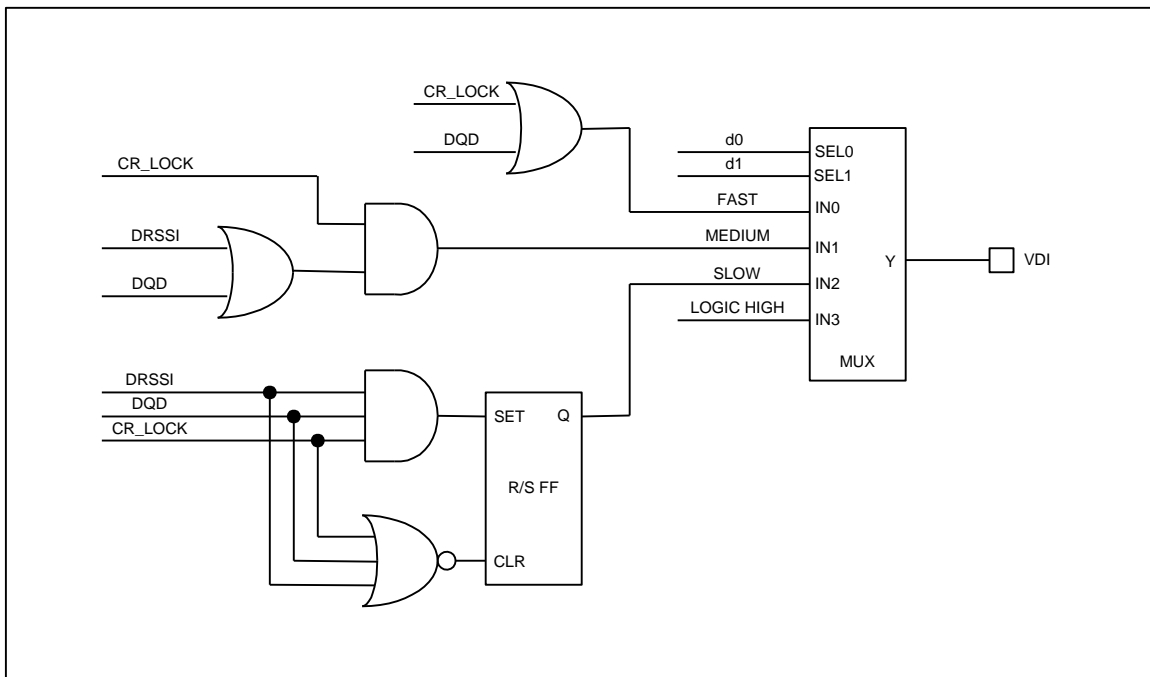 CR_LOCK
DQD
CR_LOCK
d0
SEL0
d1
SEL1
FAST
IN0
DRSSI
MEDIUM
IN1
DQD
Y
VDI
SLOW
IN2
LOGIC HIGH
IN3
MUX
DRSSI
DQD
CR_LOCK
SET
Q
R/S FF
CLR